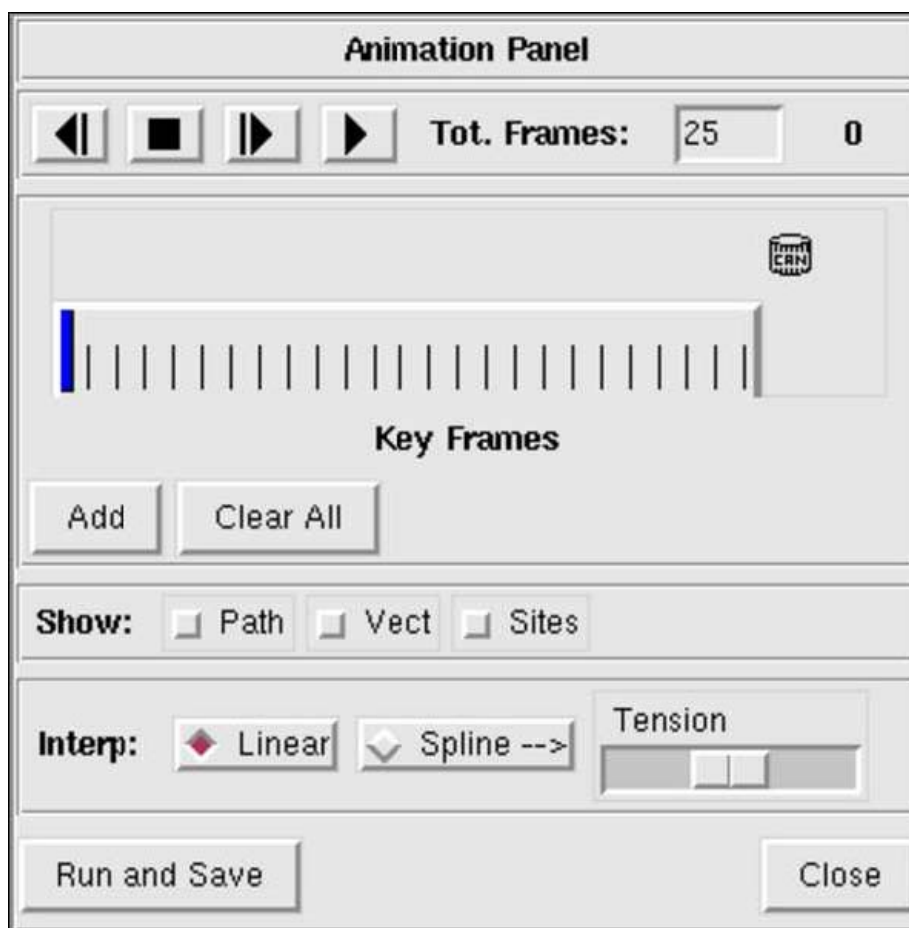 Animation Panel
Tot. Frames: 25 0
CAN
Key Frames
Add Clear All
Show: Path Vect Sites
Interp: Linear Spline --> Tension
Run and Save Close